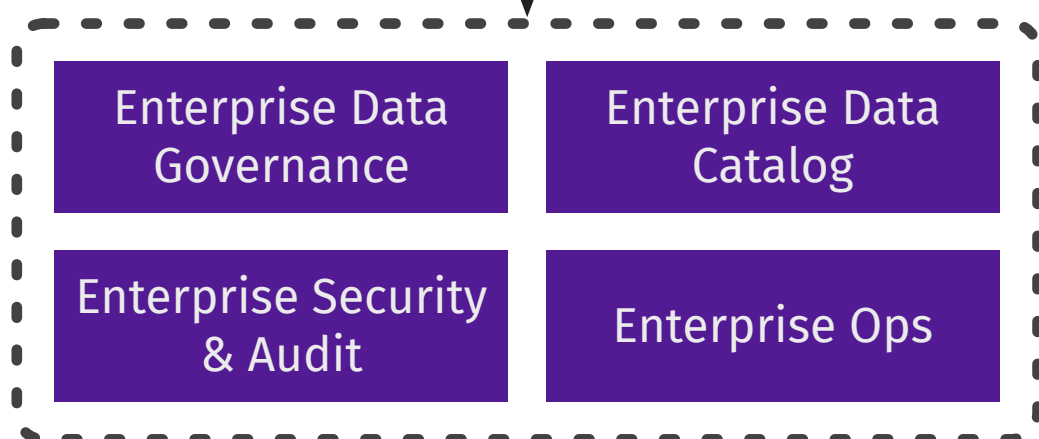 Enterprise Data
Governance
Enterprise Data
Catalog
Enterprise Security
& Audit
Enterprise Ops